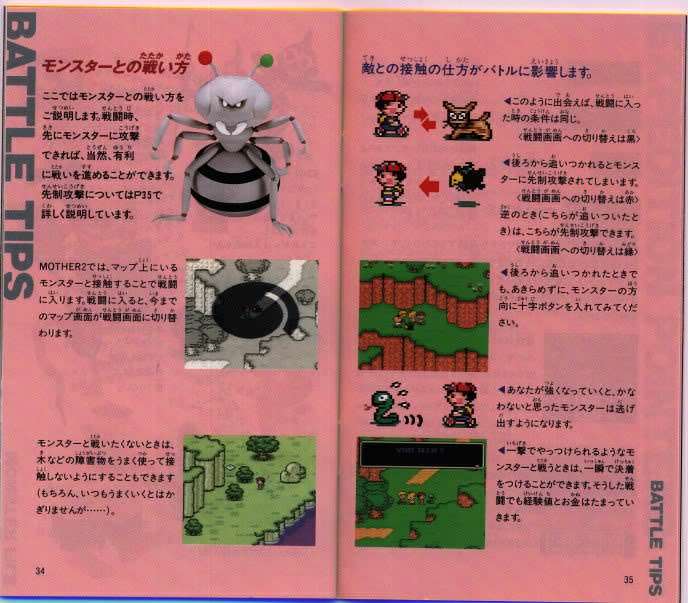 BATTLE TIPS
モンスターとの戦い方
ここではモンスターとの戦い方を
ご説明します。戦闘時、
先にモンスターに攻撃
できれば、当然、有利
に戦いを進めることができます。
先制攻撃についてはP35で
詳しく説明しています。
MOTHER2では、マップ上にいる
モンスターと接触することで戦闘
に入ります。戦闘に入ると、今まで
のマップ画面が戦闘画面に切り替
わります。
モンスターと戦いたくないときは、
木などの障害物をうまく使って接
触しないようにすることもできます
(もちろん、いつもうまくいくとはか
ぎりませんが……)。
34
敵との接触の仕方がバトルに影響します。
◀このように出会えば、戦闘に入っ
た時の条件は同じ。
〈戦闘画面への切り替えは黒〉
◀後ろから追いつかれるとモンス
ターに先制攻撃されてしまいます。
〈戦闘画面への切り替えは赤〉
逆のとき(こちらが追いついたと
き)は、こちらが先制攻撃できます。
〈戦闘画面への切り替えは緑〉
◀後ろから追いつかれたときで
も、あきらめずに、モンスターの方
向に十字ボタンを入れてみてくだ
さい。
◀あなたが強くなっていくと、かな
わないと思ったモンスターは逃げ
出すようになります。
YOU WIN!
◀一撃でやっつけられるようなモ
ンスターと戦うときは、一瞬で決着
をつけることができます。そうした戦
闘でも経験値とお金はたまってい
きます。
BATTLE TIPS
35